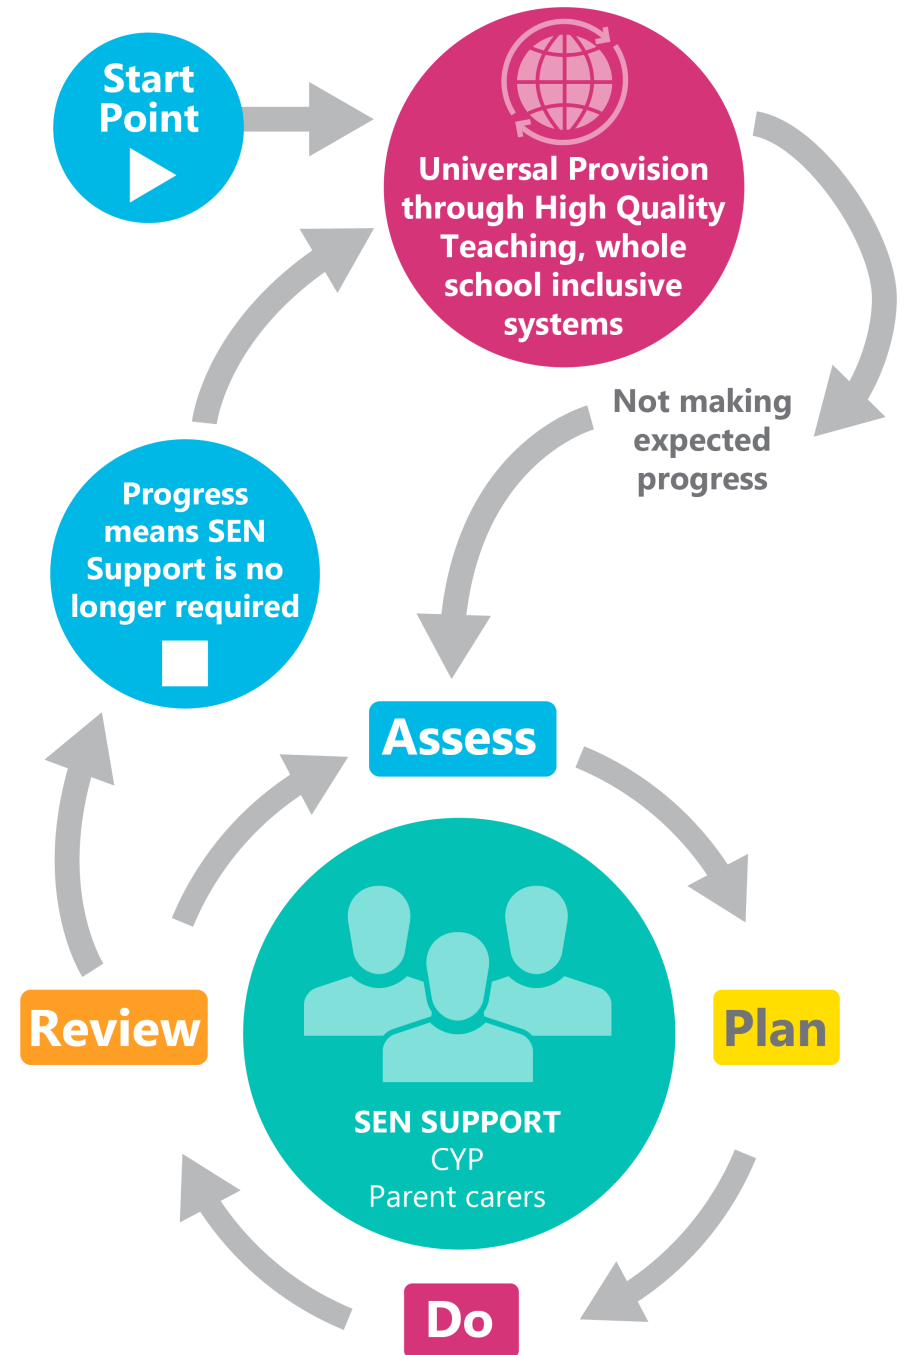 Start
Point
Universal Provision
through High Quality
Teaching, whole
school inclusive
systems
Not making
expected
progress
Progress
means SEN
Support is no
longer required
Assess
Review
Plan
SEN SUPPORT
CYP
Parent carers
Do